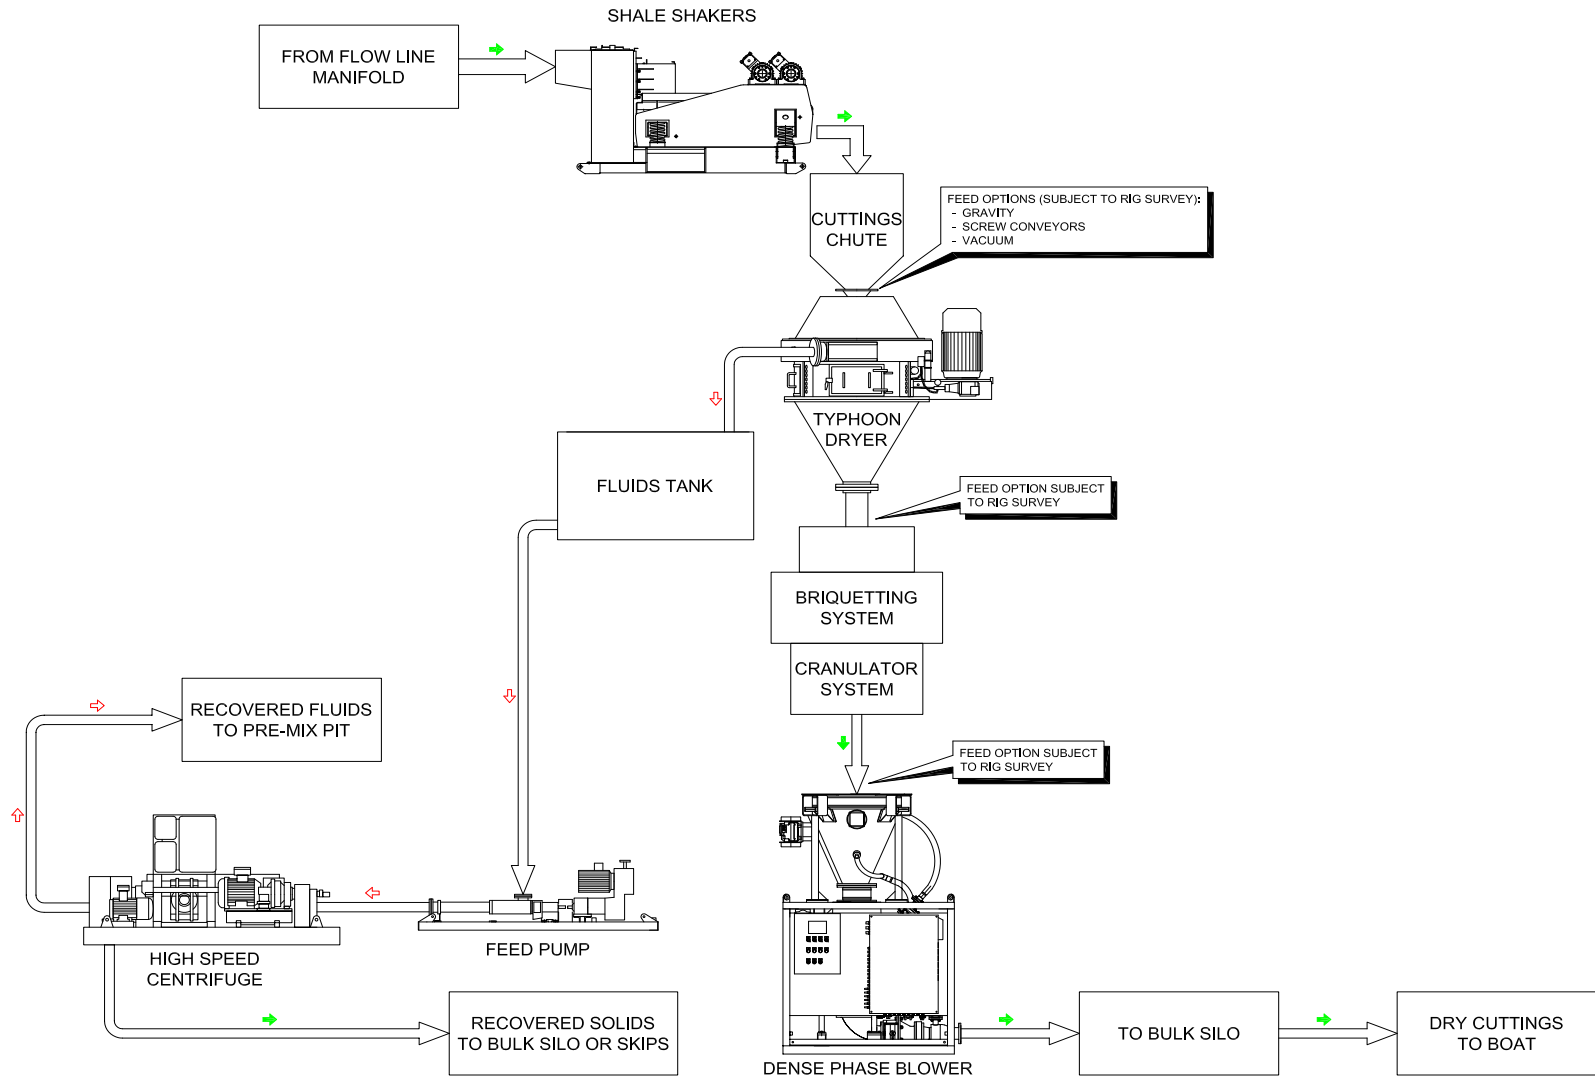 SHALE SHAKERS
FROM FLOW LINE
MANIFOLD
CUTTINGS
CHUTE
FEED OPTIONS (SUBJECT TO RIG SURVEY):
- GRAVITY
- SCREW CONVEYORS
- VACUUM
TYPHOON
DRYER
FLUIDS TANK
FEED OPTION SUBJECT
TO RIG SURVEY
BRIQUETTING
SYSTEM
CRANULATOR
SYSTEM
RECOVERED FLUIDS
TO PRE-MIX PIT
FEED OPTION SUBJECT
TO RIG SURVEY
HIGH SPEED
CENTRIFUGE
FEED PUMP
RECOVERED SOLIDS
TO BULK SILO OR SKIPS
DENSE PHASE BLOWER
TO BULK SILO
DRY CUTTINGS
TO BOAT